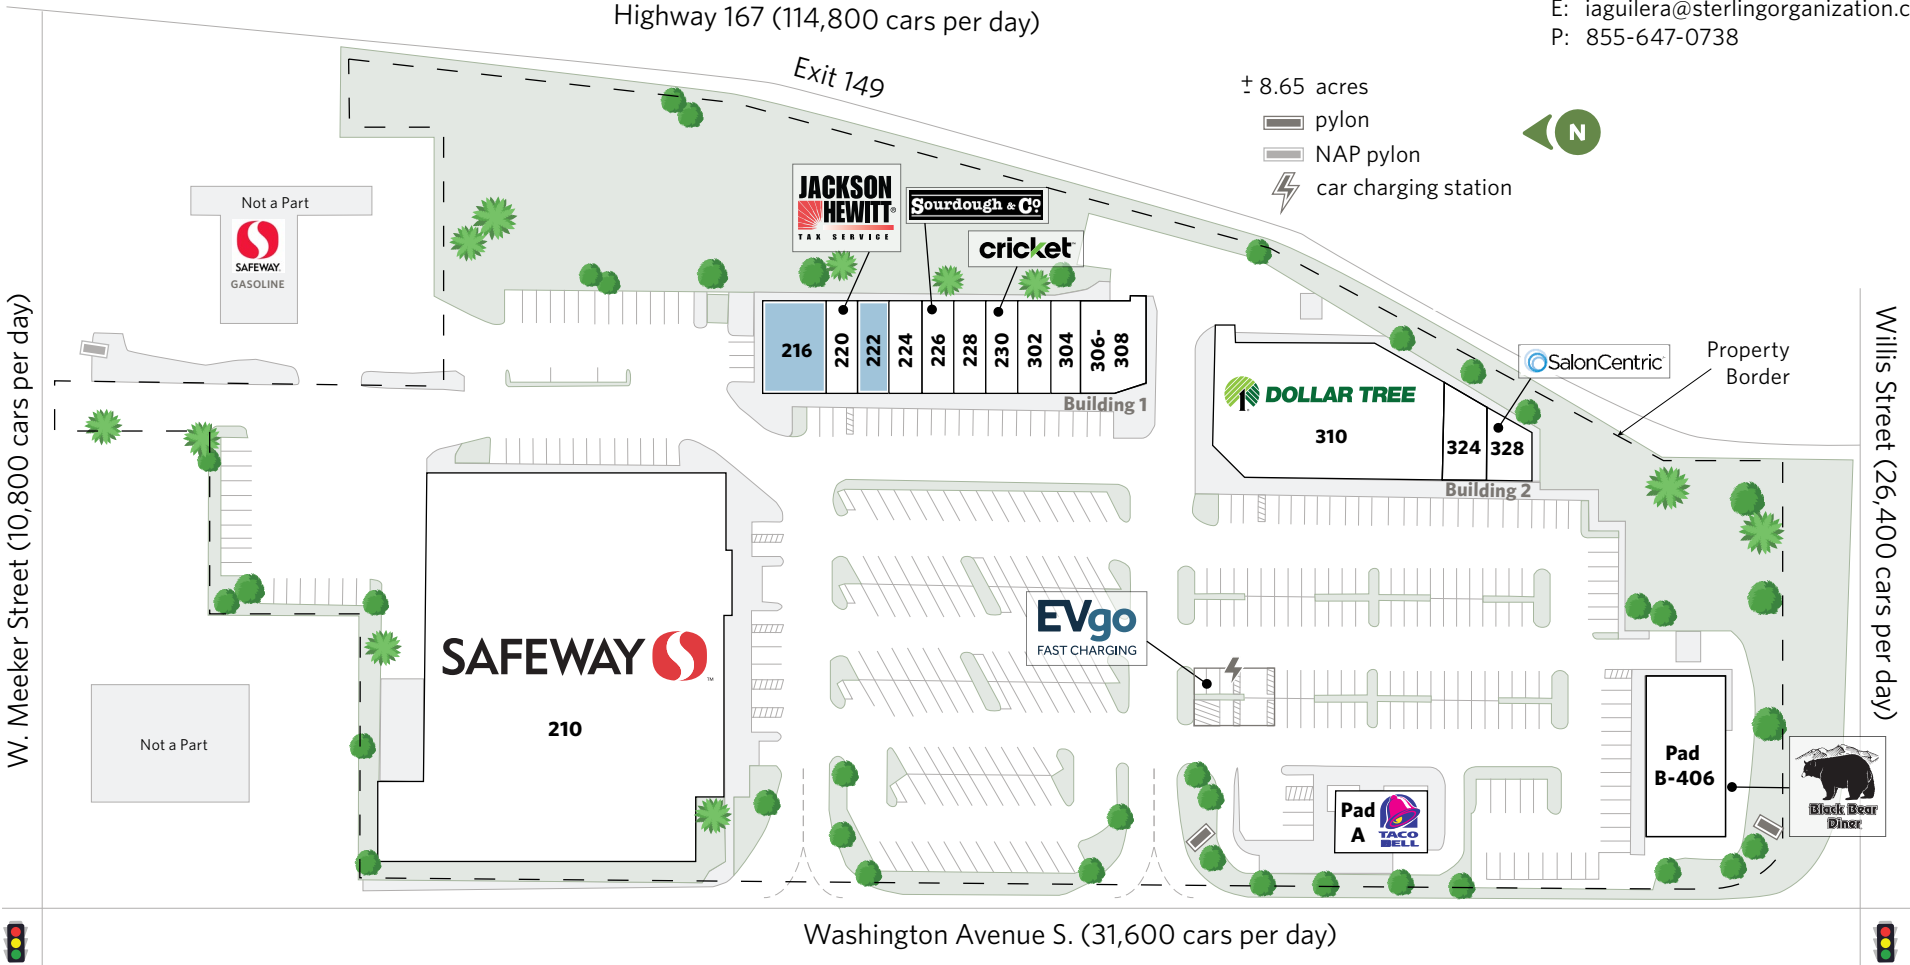 Highway 167 (114,800 cars per day)
E: iaguilera@sterlingorganization.c
P: 855-647-0738
Exit 149
± 8.65 acres
pylon
NAP pylon
car charging station
N
Not a Part
SAFEWAY.
GASOLINE
JACKSON
HEWITT®
TAX SERVICE
Sourdough & Co.
cricket
216
220
222
224
226
228
230
302
304
306-
308
Building 1
DOLLAR TREE
310
324
328
Building 2
SalonCentric
Property
Border
W. Meeker Street (10,800 cars per day)
Willis Street (26,400 cars per day)
SAFEWAY
™
210
EVgo
FAST CHARGING
Not a Part
Pad
A
TACO
BELL
Pad
B-406
Black Bear
Diner
Washington Avenue S. (31,600 cars per day)